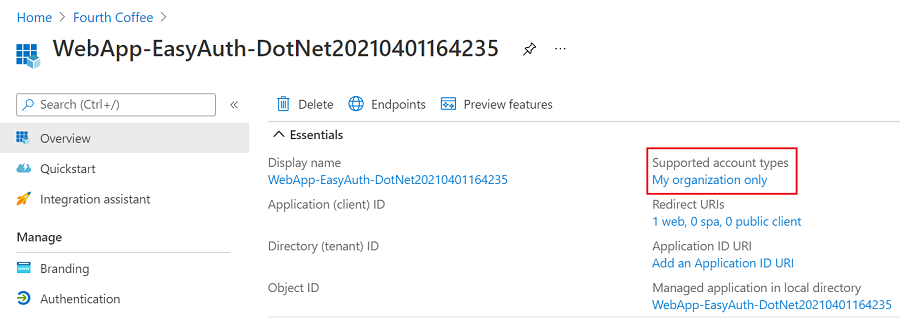 Home > Fourth Coffee >
WebApp-EasyAuth-DotNet20210401164235 ...
Search (Ctrl+/) «
Overview
Quickstart
Integration assistant
Manage
Branding
Authentication
Delete Endpoints Preview features
Essentials
Display name
WebApp-EasyAuth-DotNet20210401164235
Application (client) ID
Directory (tenant) ID
Object ID
Supported account types
My organization only
Redirect URIs
1 web, 0 spa, 0 public client
Application ID URI
Add an Application ID URI
Managed application in local directory
WebApp-EasyAuth-DotNet20210401164235